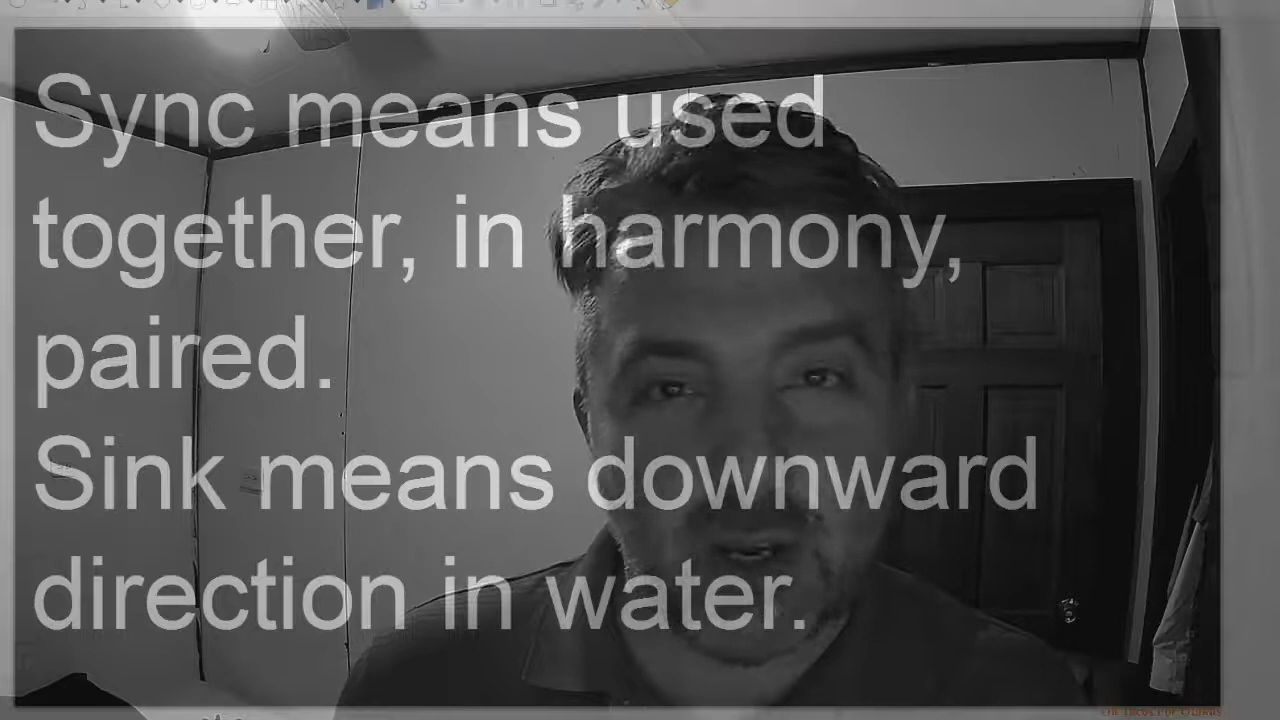 Sync means used
together, in harmony,
paired.
Sink means downward
direction in water.